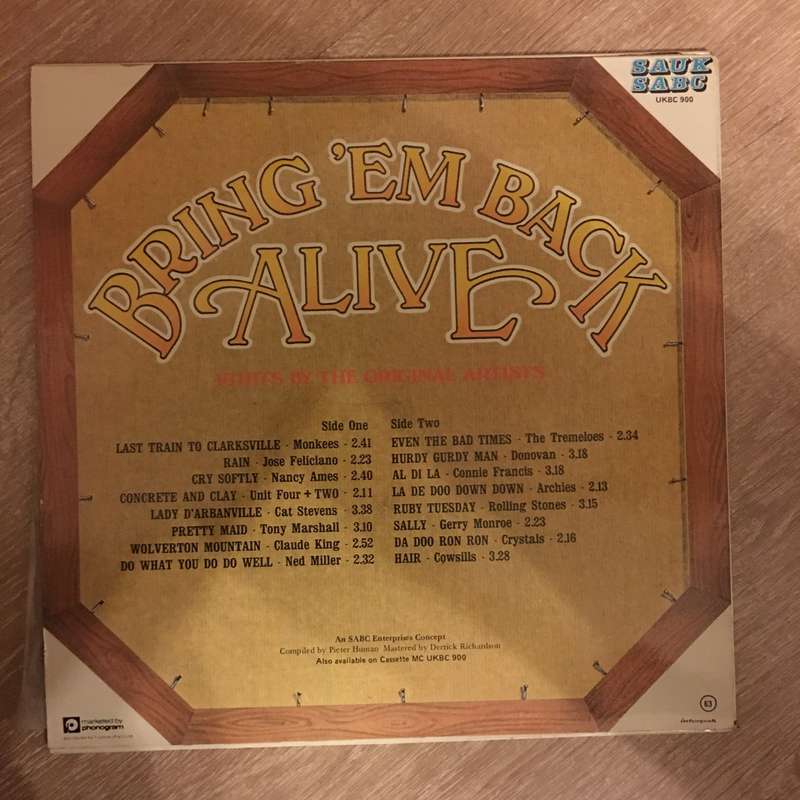 SAUK
SABC
UKBC 900
BRING 'EM BACK
ALIVE
BY THE ORIGINAL ARTISTS
Side One
LAST TRAIN TO CLARKSVILLE - Monkees - 2.41
RAIN - Jose Feliciano - 2.23
CRY SOFTLY - Nancy Ames - 2.40
CONCRETE AND CLAY - Unit Four + TWO - 2.11
LADY D'ARBANVILLE - Cat Stevens - 3.38
PRETTY MAID - Tony Marshall - 3.10
WOLVERTON MOUNTAIN - Claude King - 2.52
DO WHAT YOU DO DO WELL - Ned Miller - 2.32
Side Two
EVEN THE BAD TIMES - The Tremeloes - 2.34
HURDY GURDY MAN - Donovan - 3.18
AL DI LA - Connie Francis - 3.18
LA DE DOO DOWN DOWN - Archies - 2.13
RUBY TUESDAY - Rolling Stones - 3.15
SALLY - Gerry Monroe - 2.23
DA DOO RON RON - Crystals - 2.16
HAIR - Cowsills - 3.28
An SABC Enterprises Concept
Compiled by Pieter Human Mastered by Derrick Richardson
Also available on Cassette MC UKBC 900
marketed by
phonogram
63